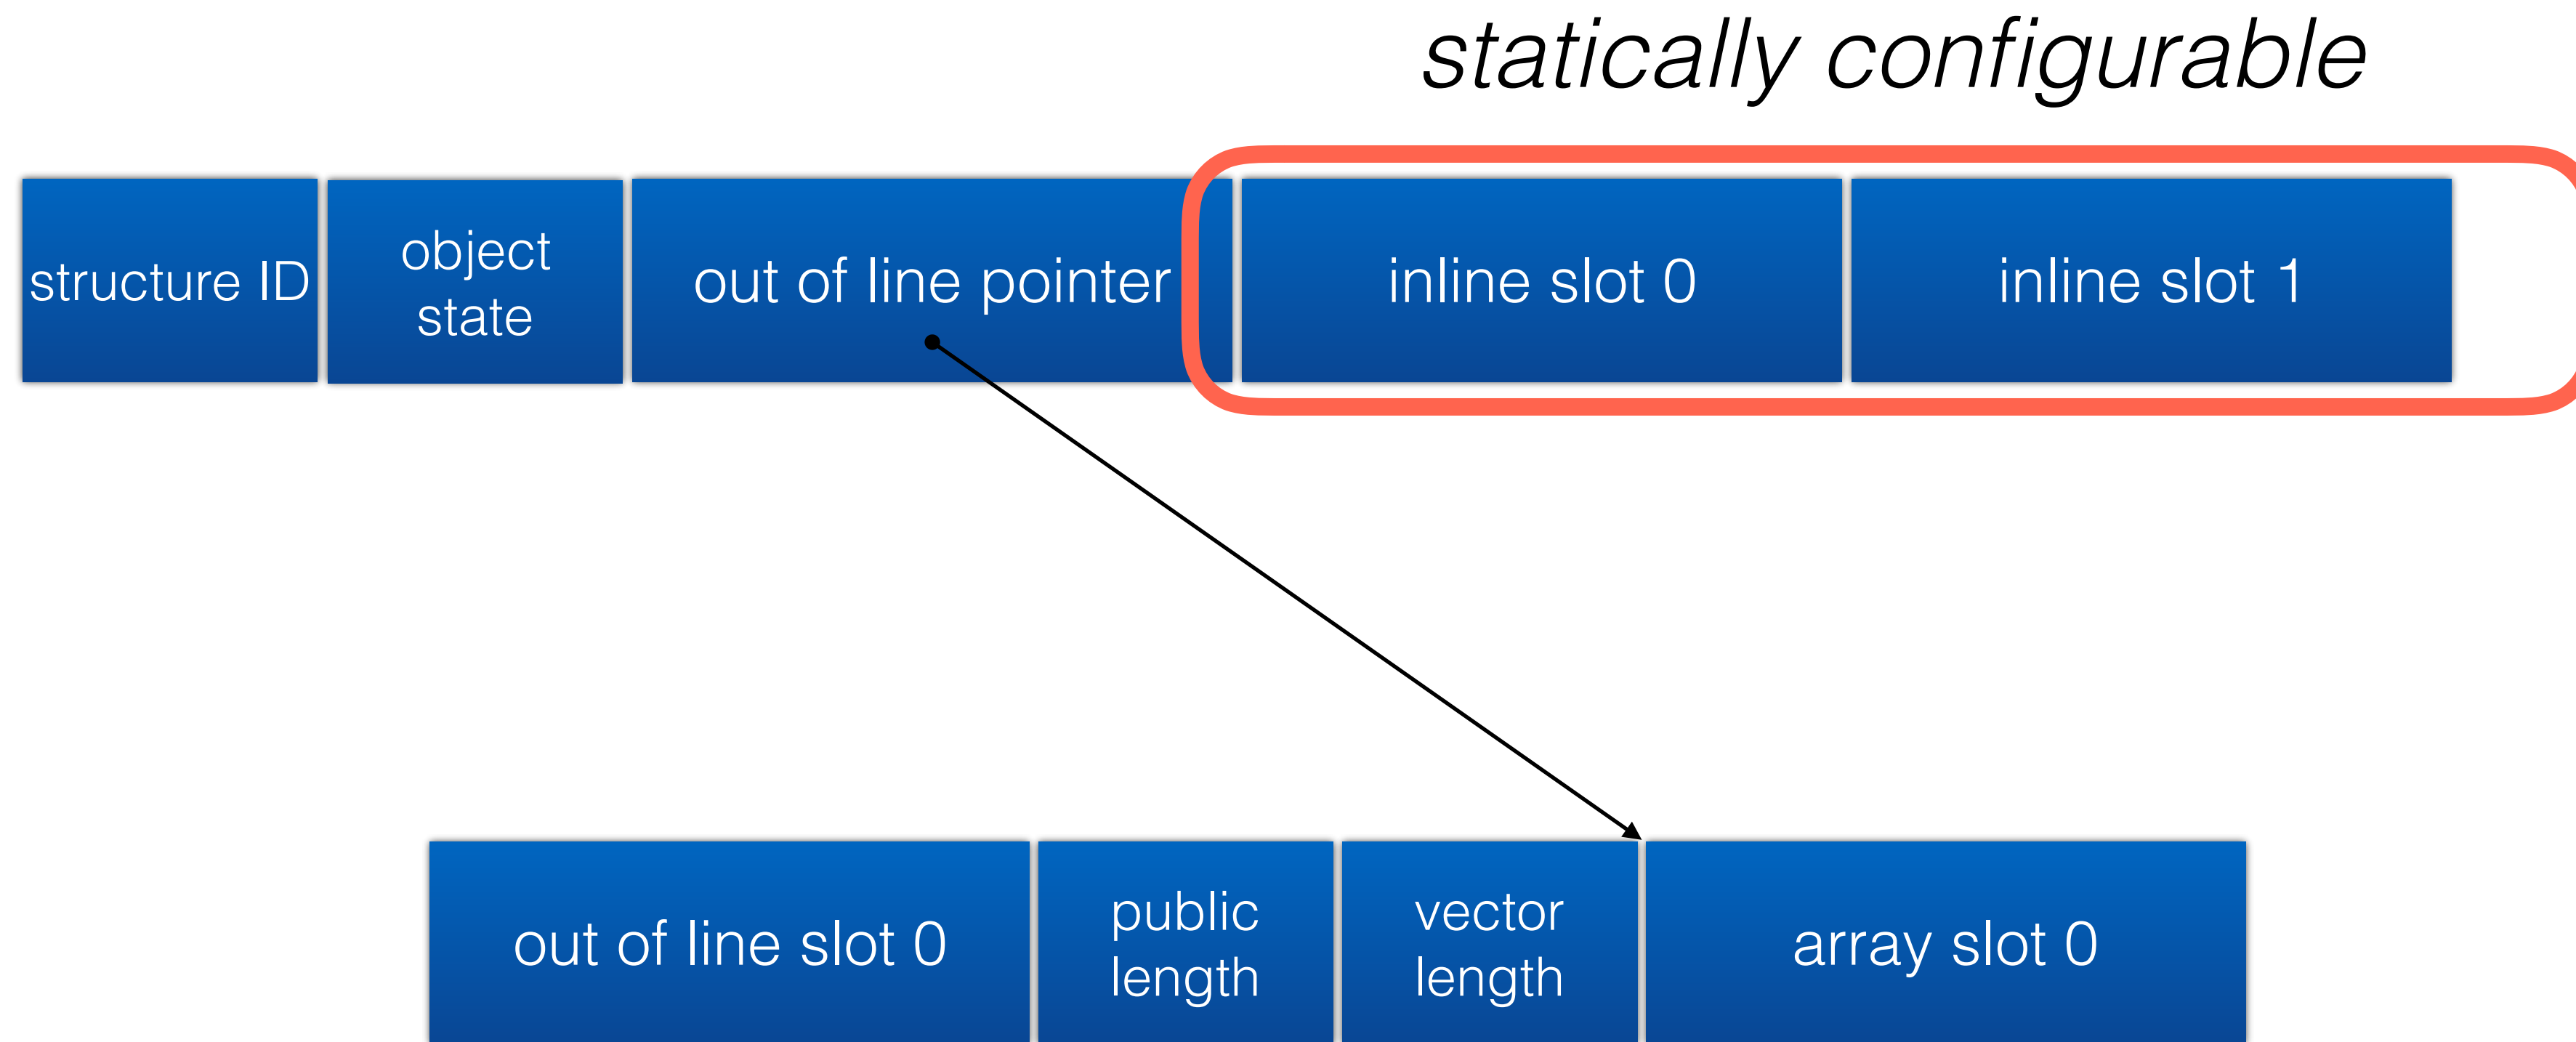 statically configurable
structure ID
object
state
out of line pointer
inline slot 0
inline slot 1
out of line slot 0
public
length
vector
length
array slot 0